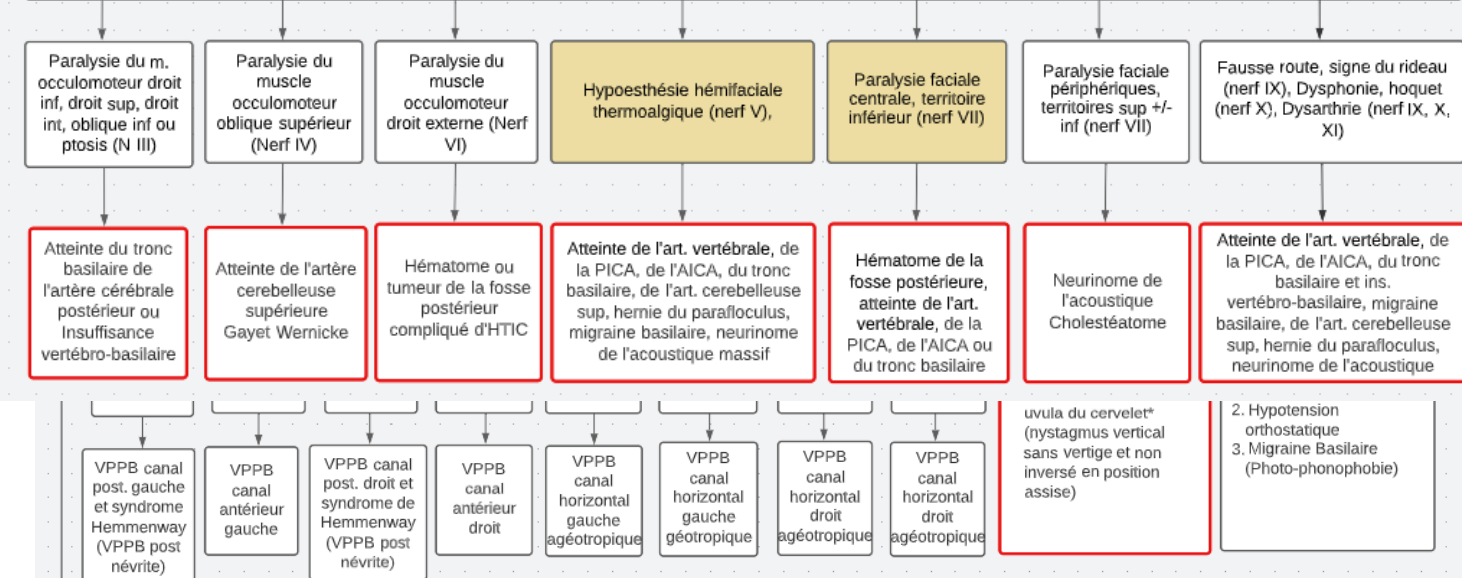 Paralysie du m.
occulomoteur droit
inf, droit sup, droit
int, oblique inf ou
ptosis (N III)
Paralysie du
muscle
occulomoteur
oblique supérieur
(Nerf IV)
Paralysie du
muscle
occulomoteur
droit externe (Nerf
VI)
Hypoesthésie hémifaciale
thermoalgique (nerf V),
Paralysie faciale
centrale, territoire
inférieur (nerf VII)
Paralysie faciale
périphériques,
territoires sup +/-
inf (nerf VII)
Fausse route, signe du rideau
(nerf IX), Dysphonie, hoquet
(nerf X), Dysarthrie (nerf IX, X,
XI)
Atteinte du tronc
basilaire de
l'artère cérébrale
postérieur ou
Insuffisance
vertébro-basilaire
Atteinte de l'artère
cerebelleuse
supérieure
Gayet Wernicke
Hématome ou
tumeur de la fosse
postérieur
compliqué d'HTIC
Atteinte de l'art. vertébrale, de
la PICA, de l'AICA, du tronc
basilaire, de l'art. cerebelleuse
sup, hernie du parafloculus,
migraine basilaire, neurinome
de l'acoustique massif
Hématome de la
fosse postérieure,
atteinte de l'art.
vertébrale, de la
PICA, de l'AICA ou
du tronc basilaire
Neurinome de
l'acoustique
Cholestéatome
Atteinte de l'art. vertébrale, de
la PICA, de l'AICA, du tronc
basilaire et ins.
vertébro-basilaire, migraine
basilaire, de l'art. cerebelleuse
sup, hernie du parafloculus,
neurinome de l'acoustique
VPPB canal
post. gauche
et syndrome
Hemmenway
(VPPB post
névrite)
VPPB
canal
antérieur
gauche
VPPB canal
post. droit et
syndrome de
Hemmenway
(VPPB post
névrite)
VPPB
canal
antérieur
droit
VPPB
canal
horizontal
gauche
agéotropique
VPPB
canal
horizontal
gauche
géotropique
VPPB
canal
horizontal
droit
agéotropique
VPPB
canal
horizontal
droit
agéotropique
uvula du cervelet*
(nystagmus vertical
sans vertige et non
inversé en position
assise)
2. Hypotension
orthostatique
3. Migraine Basilaire
(Photo-phonophobie)